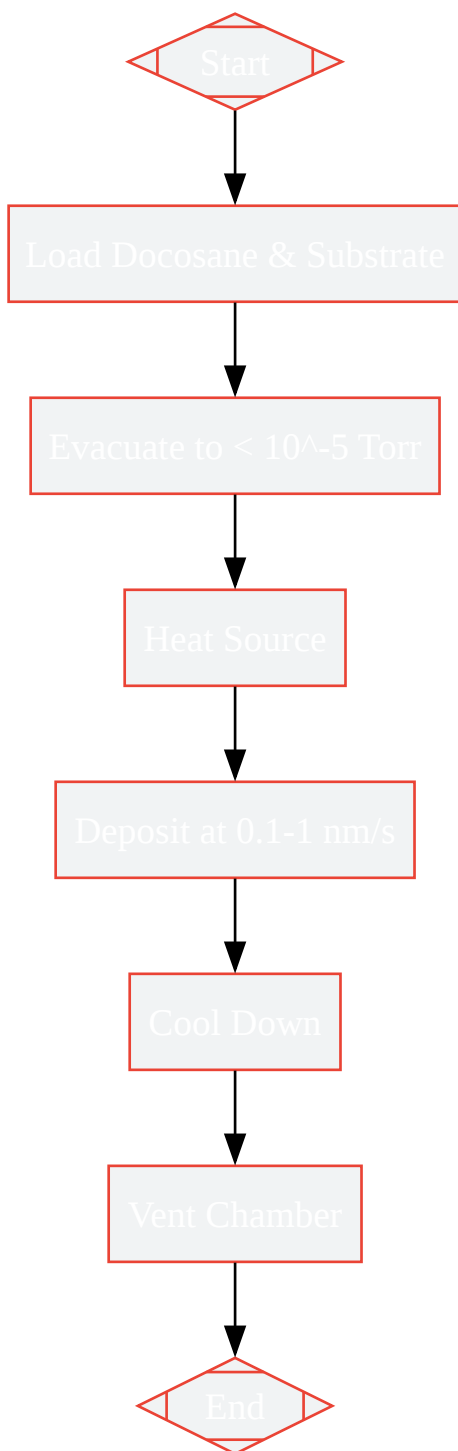 Start
Load Docosane & Substrate
Evacuate to < 10^-5 Torr
Heat Source
Deposit at 0.1-1 nm/s
Cool Down
Vent Chamber
End